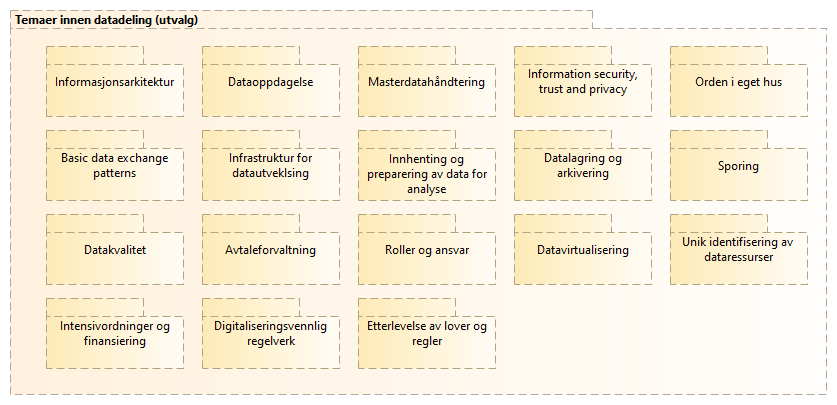 Temaer innen datadeling (utvalg)
Informasjonsarkitektur
Dataoppdagelse
Masterdatahåndtering
Information security,
trust and privacy
Orden i eget hus
Basic data exchange
patterns
Infrastruktur for
datautveklsing
Innhenting og
preparering av data for
analyse
Datalagring og
arkivering
Sporing
Datakvalitet
Avtaleforvaltning
Roller og ansvar
Datavirtualisering
Unik identifisering av
dataressurser
Intensivordninger og
finansiering
Digitaliseringsvennlig
regelverk
Etterlevelse av lover og
regler